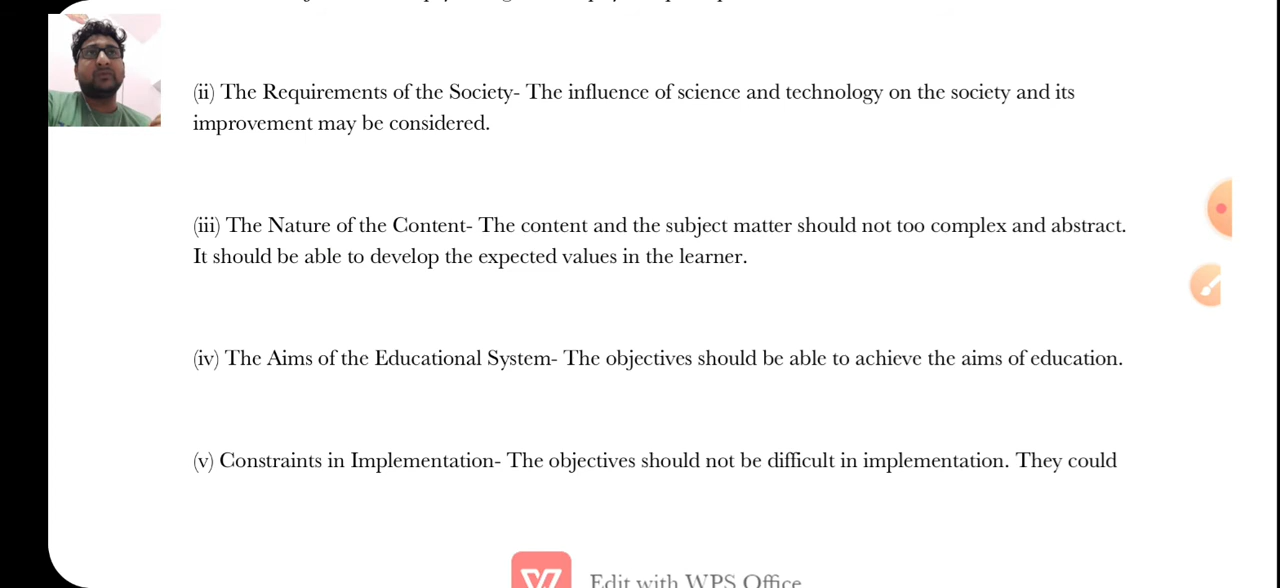 (ii) The Requirements of the Society- The influence of science and technology on the society and its
improvement may be considered.
(iii) The Nature of the Content- The content and the subject matter should not too complex and abstract.
It should be able to develop the expected values in the learner.
(iv) The Aims of the Educational System- The objectives should be able to achieve the aims of education.
(v) Constraints in Implementation- The objectives should not be difficult in implementation. They could
Edit with WPS Office